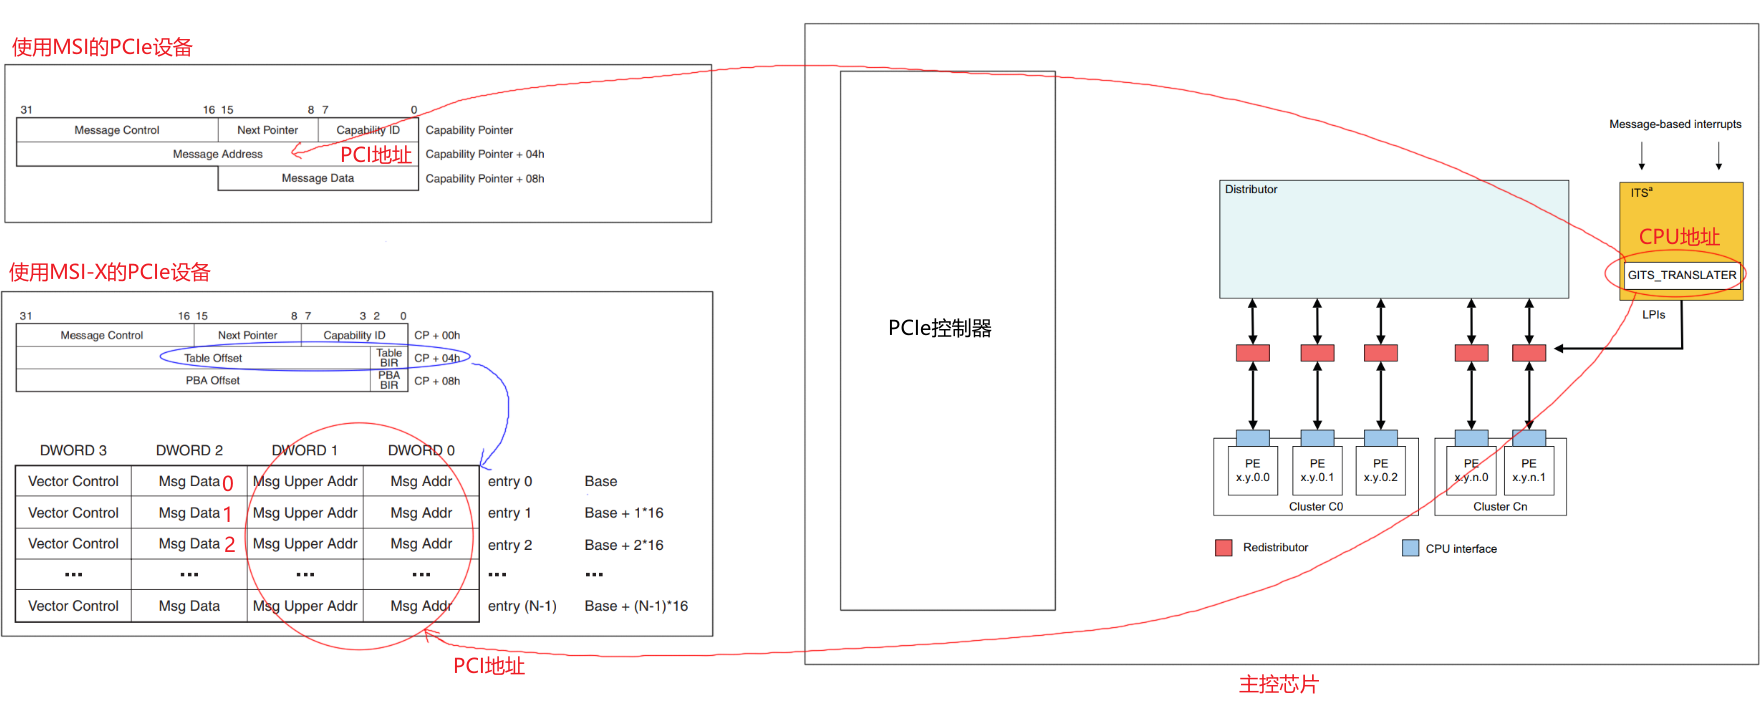 使用MSI的PCIe设备
31 16 15 8 7 0
Message Control Next Pointer Capability ID Capability Pointer
Message Address PCI地址 Capability Pointer + 04h
Message Data Capability Pointer + 08h
使用MSI-X的PCIe设备
31 16 15 8 7 3 2 0
Message Control Next Pointer Capability ID CP + 00h
Table Offset Table BIR CP + 04h
PBA Offset PBA BIR CP + 08h
DWORD 3 DWORD 2 DWORD 1 DWORD 0
Vector Control Msg Data 0 Msg Upper Addr Msg Addr entry 0 Base
Vector Control Msg Data 1 Msg Upper Addr Msg Addr entry 1 Base + 1*16
Vector Control Msg Data 2 Msg Upper Addr Msg Addr entry 2 Base + 2*16
... ... ... ... ... ...
Vector Control Msg Data Msg Upper Addr Msg Addr entry (N-1) Base + (N-1)*16
PCI地址
PCIe控制器
Message-based interrupts
Distributor
ITSa
CPU地址
GITS_TRANSLATER
LPIs
PE x.y.0.0
PE x.y.0.1
PE x.y.0.2
PE x.y.n.0
PE x.y.n.1
Cluster C0
Cluster Cn
Redistributor
CPU interface
主控芯片